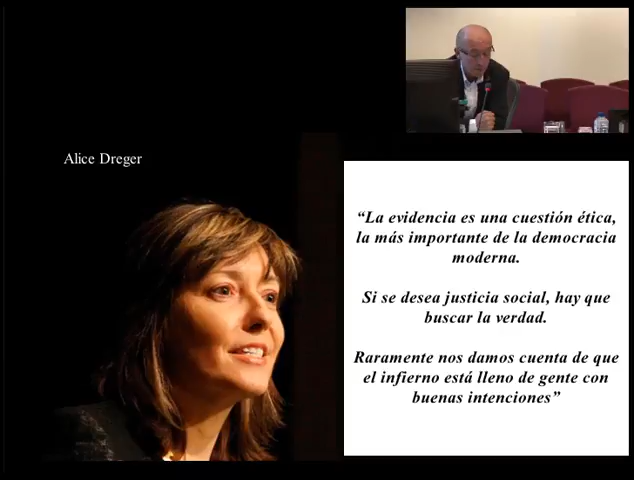 Alice Dreger
“La evidencia es una cuestión ética,
la más importante de la democracia
moderna.
Si se desea justicia social, hay que
buscar la verdad.
Raramente nos damos cuenta de que
el infierno está lleno de gente con
buenas intenciones”